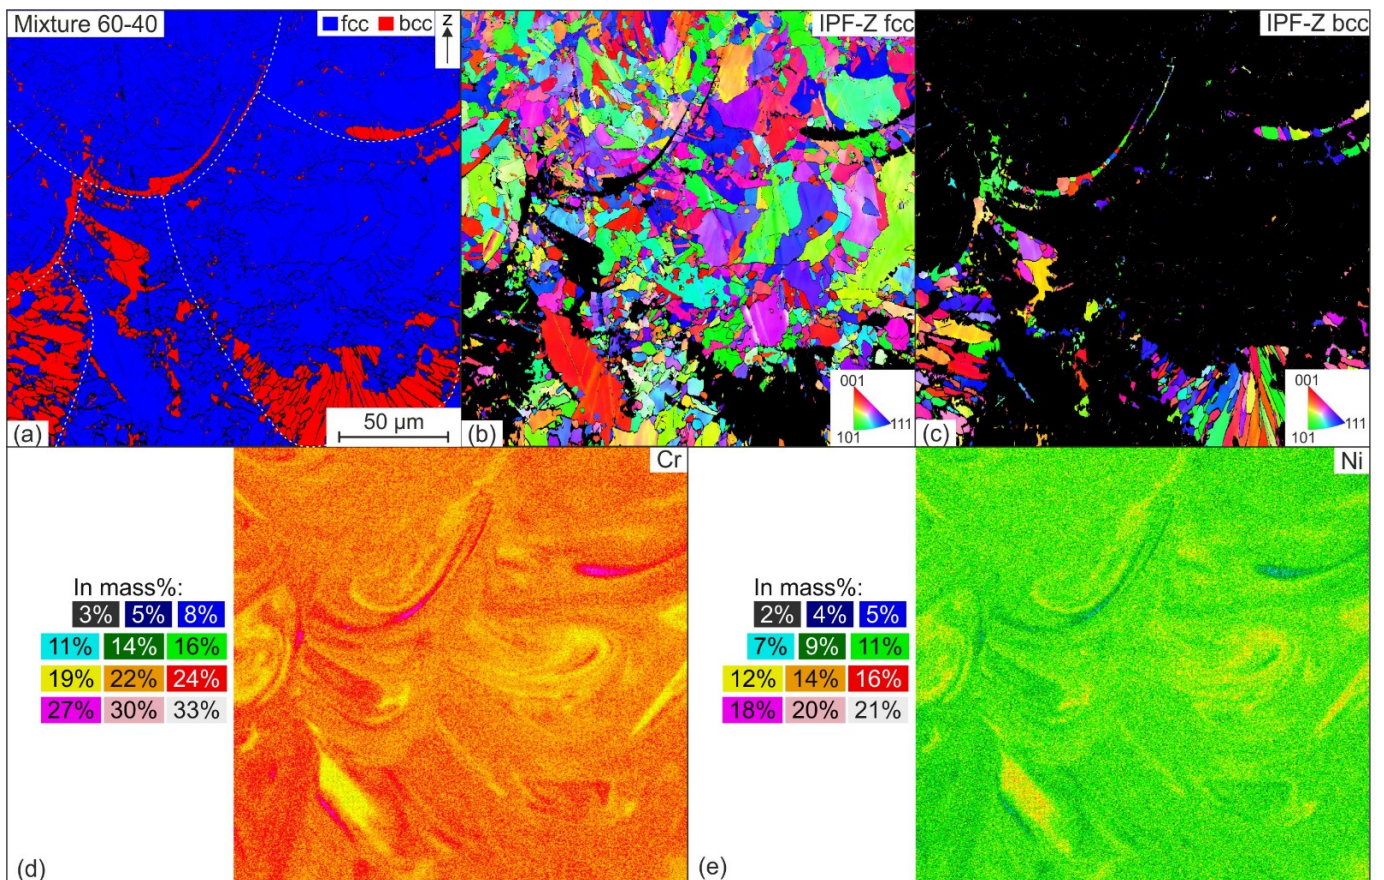 Mixture 60-40
fcc bcc
Z
IPF-Z fcc
IPF-Z bcc
50 µm
001
111
101
001
111
101
(a)
(b)
(c)
Cr
Ni
In mass%:
3% 5% 8%
11% 14% 16%
19% 22% 24%
27% 30% 33%
In mass%:
2% 4% 5%
7% 9% 11%
12% 14% 16%
18% 20% 21%
(d)
(e)